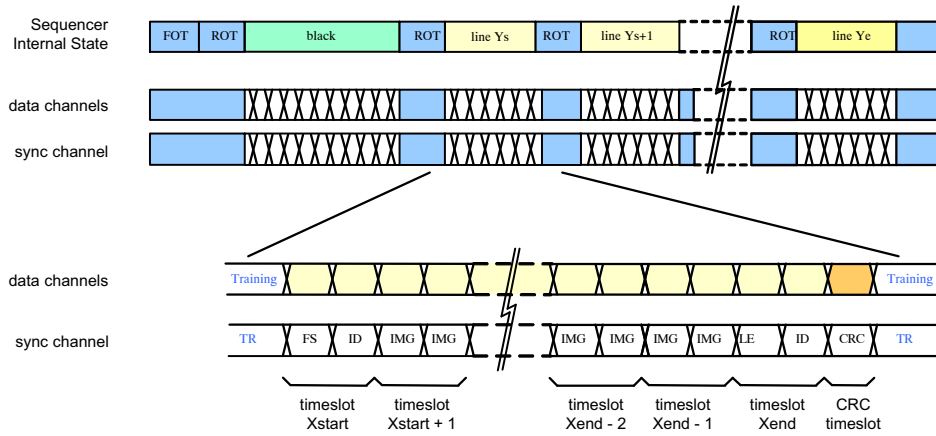 Sequencer
Internal State
FOT ROT black ROT line Ys ROT line Ys+1 ROT line Ye
data channels
sync channel
data channels Training Training
sync channel TR FS ID IMG IMG IMG IMG IMG IMG LE ID CRC TR
timeslot timeslot timeslot timeslot timeslot CRC
Xstart Xstart + 1 Xend - 2 Xend - 1 Xend timeslot